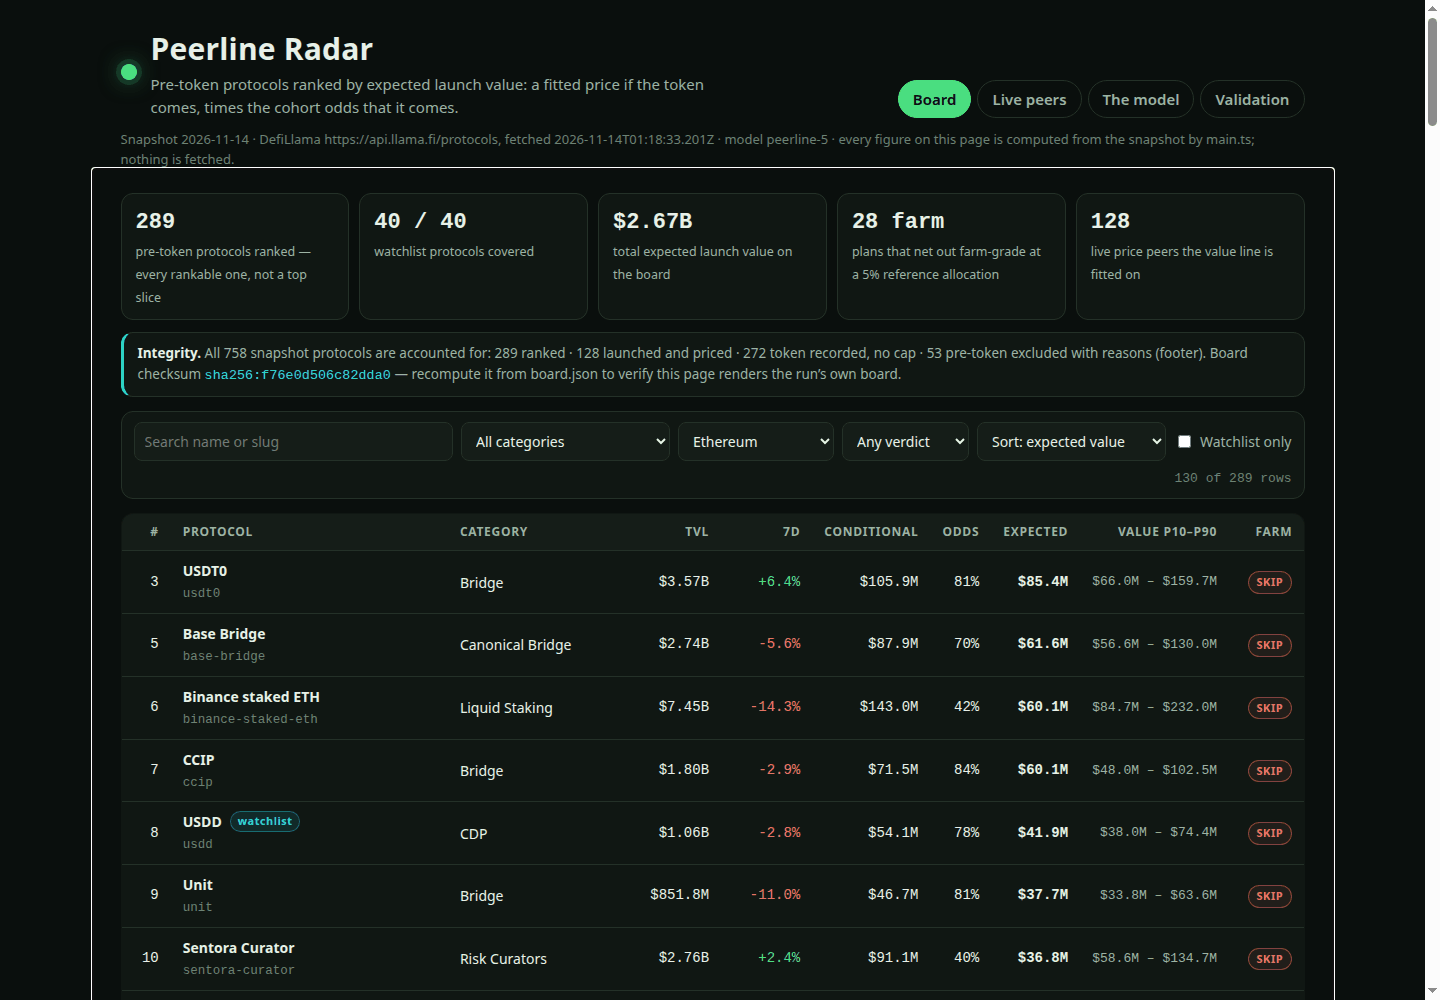 Peerline Radar
Pre-token protocols ranked by expected launch value: a fitted price if the token
comes, times the cohort odds that it comes.
Board
Live peers
The model
Validation
Snapshot 2026-11-14 · DefiLlama https://api.llama.fi/protocols, fetched 2026-11-14T01:18:33.201Z · model peerline-5 · every figure on this page is computed from the snapshot by main.ts;
nothing is fetched.
289
pre-token protocols ranked —
every rankable one, not a top
slice
40 / 40
watchlist protocols covered
$2.67B
total expected launch value on
the board
28 farm
plans that net out farm-grade at
a 5% reference allocation
128
live price peers the value line is
fitted on
Integrity. All 758 snapshot protocols are accounted for: 289 ranked · 128 launched and priced · 272 token recorded, no cap · 53 pre-token excluded with reasons (footer). Board
checksum sha256:f76e0d506c82dda0 — recompute it from board.json to verify this page renders the run's own board.
Search name or slug
All categories
Ethereum
Any verdict
Sort: expected value
Watchlist only
130 of 289 rows
# PROTOCOL CATEGORY TVL 7D CONDITIONAL ODDS EXPECTED VALUE P10–P90 FARM
3 USDT0 Bridge $3.57B +6.4% $105.9M 81% $85.4M $66.0M – $159.7M SKIP
usdt0
5 Base Bridge Canonical Bridge $2.74B -5.6% $87.9M 70% $61.6M $56.6M – $130.0M SKIP
base-bridge
6 Binance staked ETH Liquid Staking $7.45B -14.3% $143.0M 42% $60.1M $84.7M – $232.0M SKIP
binance-staked-eth
7 CCIP Bridge $1.80B -2.9% $71.5M 84% $60.1M $48.0M – $102.5M SKIP
ccip
8 USDD watchlist CDP $1.06B -2.8% $54.1M 78% $41.9M $38.0M – $74.4M SKIP
usdd
9 Unit Bridge $851.8M -11.0% $46.7M 81% $37.7M $33.8M – $63.6M SKIP
unit
10 Sentora Curator Risk Curators $2.76B +2.4% $91.1M 40% $36.8M $58.6M – $134.7M SKIP
sentora-curator